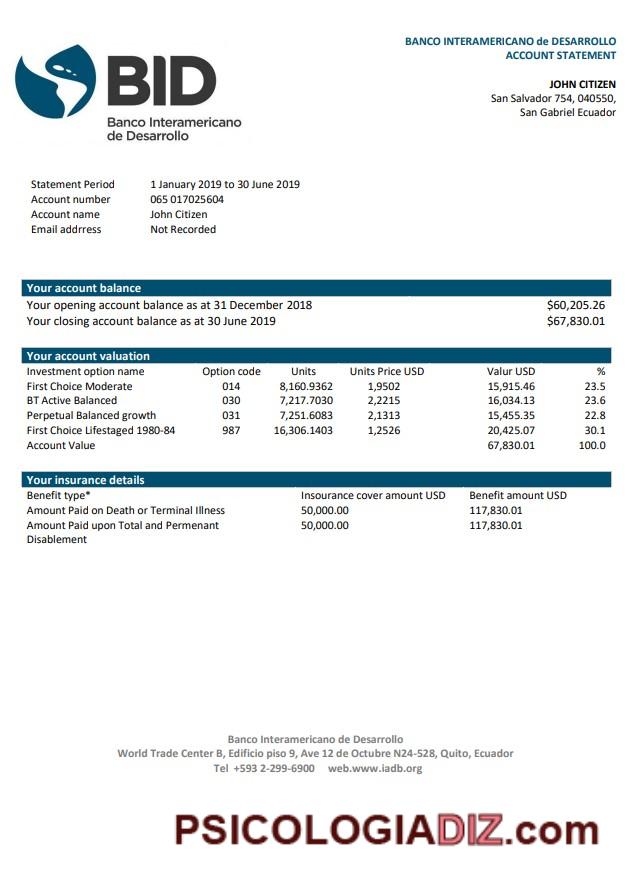 BID
Banco Interamericano
de Desarrollo
BANCO INTERAMERICANO de DESARROLLO
ACCOUNT STATEMENT
JOHN CITIZEN
San Salvador 754, 040550,
San Gabriel Ecuador
Statement Period 1 January 2019 to 30 June 2019
Account number 065 017025604
Account name John Citizen
Email addrress Not Recorded
Your account balance
Your opening account balance as at 31 December 2018 $60,205.26
Your closing account balance as at 30 June 2019 $67,830.01
Your account valuation
Investment option name Option code Units Units Price USD Valur USD %
First Choice Moderate 014 8,160.9362 1,9502 15,915.46 23.5
BT Active Balanced 030 7,217.7030 2,2215 16,034.13 23.6
Perpetual Balanced growth 031 7,251.6083 2,1313 15,455.35 22.8
First Choice Lifestaged 1980-84 987 16,306.1403 1,2526 20,425.07 30.1
Account Value 67,830.01 100.0
Your insurance details
Benefit type* Insourance cover amount USD Benefit amount USD
Amount Paid on Death or Terminal Illness 50,000.00 117,830.01
Amount Paid upon Total and Permenant 50,000.00 117,830.01
Disablement
Banco Interamericano de Desarrollo
World Trade Center B, Edificio piso 9, Ave 12 de Octubre N24-528, Quito, Ecuador
Tel +593 2-299-6900 web.www.iadb.org
PSICOLOGIADIZ.com